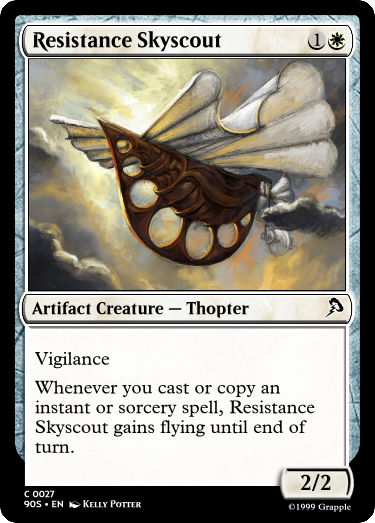 Resistance Skyscout 1
Artifact Creature — Thopter
Vigilance
Whenever you cast or copy an
instant or sorcery spell, Resistance
Skyscout gains flying until end of
turn.
2/2
C 0027
90S • EN Kelly Potter
©1999 Grapple